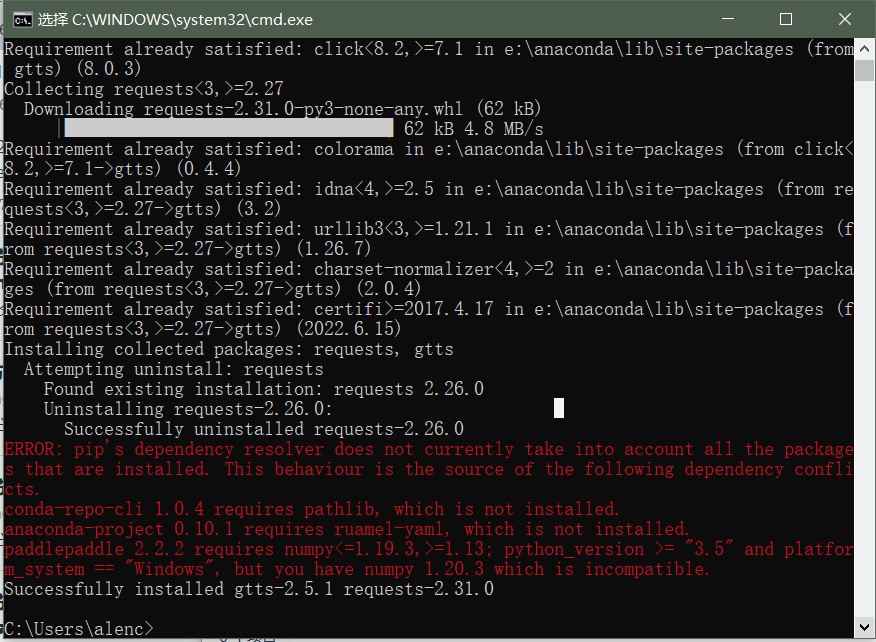 选择 C:\WINDOWS\system32\cmd.exe
Requirement already satisfied: click<8.2,>=7.1 in e:\anaconda\lib\site-packages (from
gtts) (8.0.3)
Collecting requests<3,>=2.27
Downloading requests-2.31.0-py3-none-any.whl (62 kB)
62 kB 4.8 MB/s
Requirement already satisfied: colorama in e:\anaconda\lib\site-packages (from click<
8.2,>=7.1->gtts) (0.4.4)
Requirement already satisfied: idna<4,>=2.5 in e:\anaconda\lib\site-packages (from re
quests<3,>=2.27->gtts) (3.2)
Requirement already satisfied: urllib3<3,>=1.21.1 in e:\anaconda\lib\site-packages (f
rom requests<3,>=2.27->gtts) (1.26.7)
Requirement already satisfied: charset-normalizer<4,>=2 in e:\anaconda\lib\site-packa
ges (from requests<3,>=2.27->gtts) (2.0.4)
Requirement already satisfied: certifi>=2017.4.17 in e:\anaconda\lib\site-packages (f
rom requests<3,>=2.27->gtts) (2022.6.15)
Installing collected packages: requests, gtts
Attempting uninstall: requests
Found existing installation: requests 2.26.0
Uninstalling requests-2.26.0:
Successfully uninstalled requests-2.26.0
ERROR: pip's dependency resolver does not currently take into account all the package
s that are installed. This behaviour is the source of the following dependency confli
cts.
conda-repo-cli 1.0.4 requires pathlib, which is not installed.
anaconda-project 0.10.1 requires ruamel-yaml, which is not installed.
paddlepaddle 2.2.2 requires numpy<=1.19.3,>=1.13; python_version >= "3.5" and platfor
m_system == "Windows", but you have numpy 1.20.3 which is incompatible.
Successfully installed gtts-2.5.1 requests-2.31.0
C:\Users\alenc>